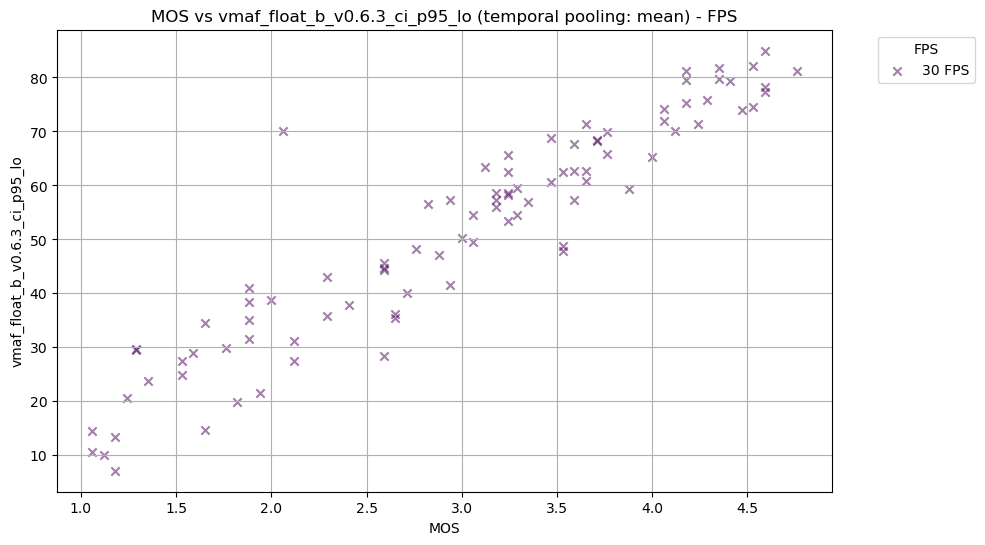 MOS vs vmaf_float_b_v0.6.3_ci_p95_lo (temporal pooling: mean) - FPS
FPS
30 FPS
vmaf_float_b_v0.6.3_ci_p95_lo
80
70
60
50
40
30
20
10
1.0 1.5 2.0 2.5 3.0 3.5 4.0 4.5
MOS